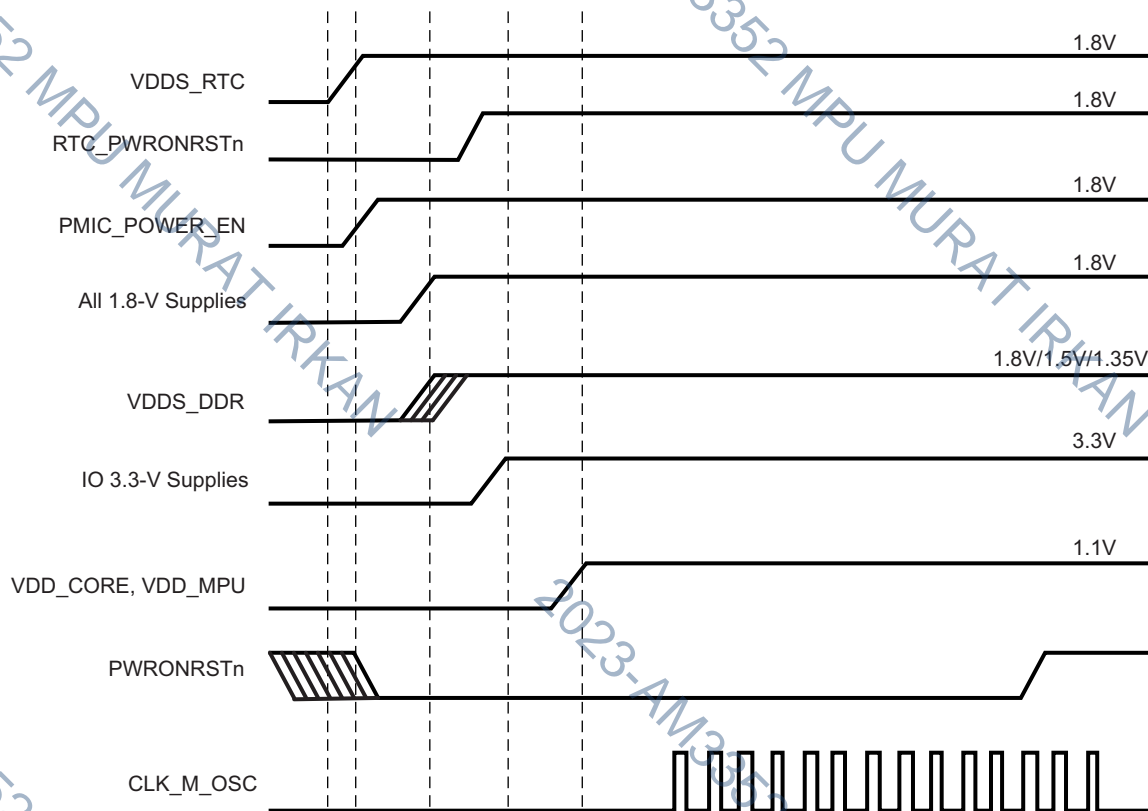 VDDS_RTC
1.8V
RTC_PWRONRSTn
1.8V
PMIC_POWER_EN
1.8V
All 1.8-V Supplies
1.8V
VDDS_DDR
1.8V/1.5V/1.35V
IO 3.3-V Supplies
3.3V
VDD_CORE, VDD_MPU
1.1V
PWRONRSTn
CLK_M_OSC
52 MPU MURAT IRKAN
3352 MPU MURAT IRKAN
2023-AM3352